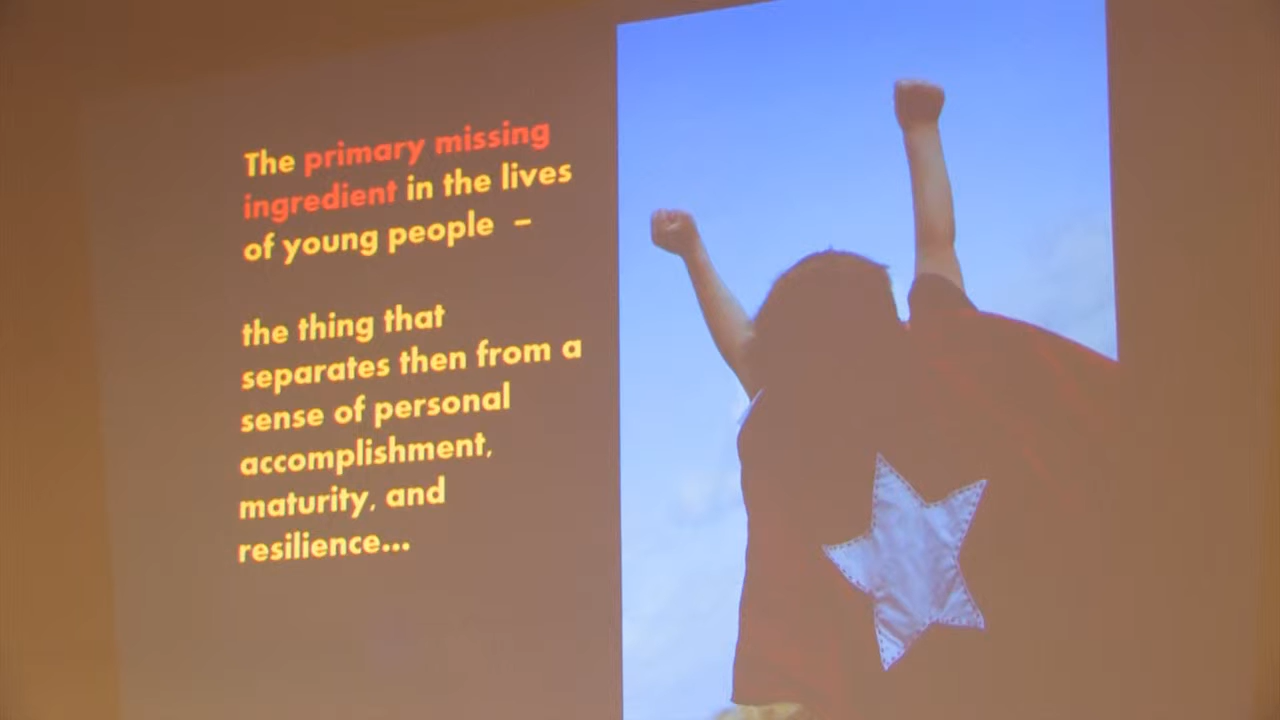 The primary missing
ingredient in the lives
of young people –
the thing that
separates then from a
sense of personal
accomplishment,
maturity, and
resilience...